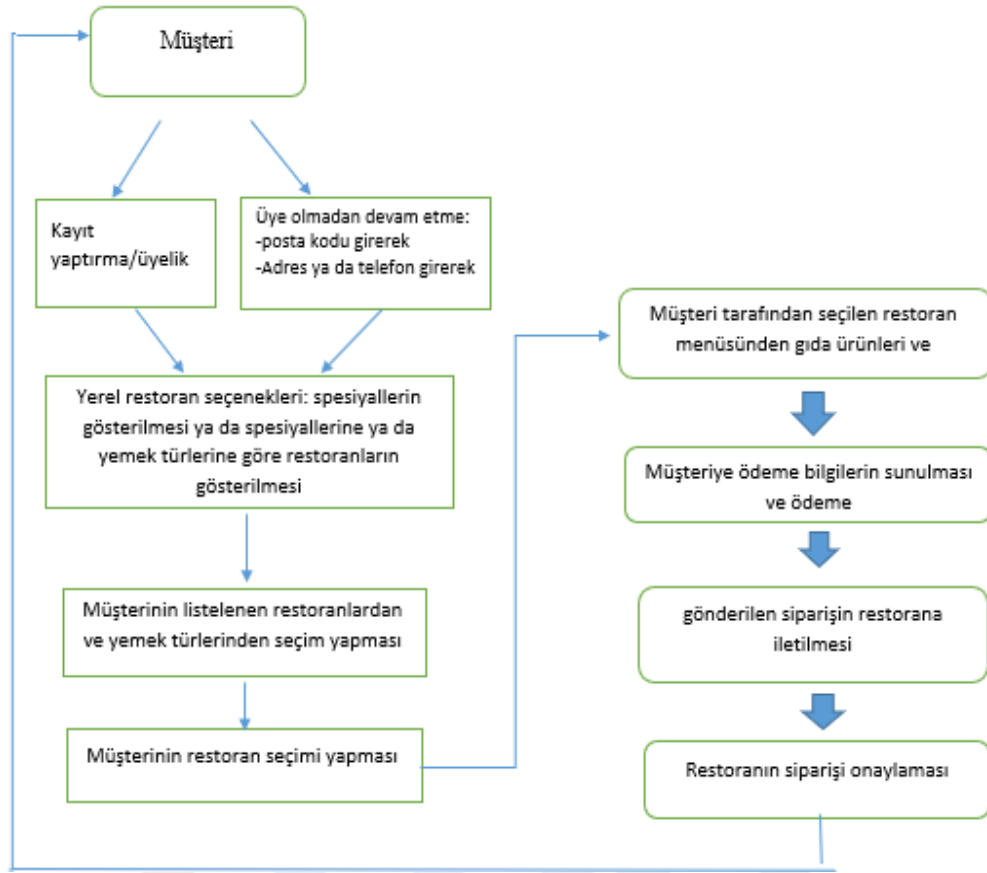 Müşteri
Kayıt
yaptırma/üyelik
Üye olmadan devam etme:
-posta kodu girerek
-Adres ya da telefon girerek
Yerel restoran seçenekleri: spesiyallerin
gösterilmesi ya da spesiyallerine ya da
yemek türlerine göre restoranların
gösterilmesi
Müşterinin listelenen restoranlardan
ve yemek türlerinden seçim yapması
Müşterinin restoran seçimi yapması
Müşteri tarafından seçilen restoran
menüsünden gıda ürünleri ve
Müşteriye ödeme bilgilerin sunulması
ve ödeme
gönderilen siparişin restorana
iletilmesi
Restoranın siparişi onaylaması